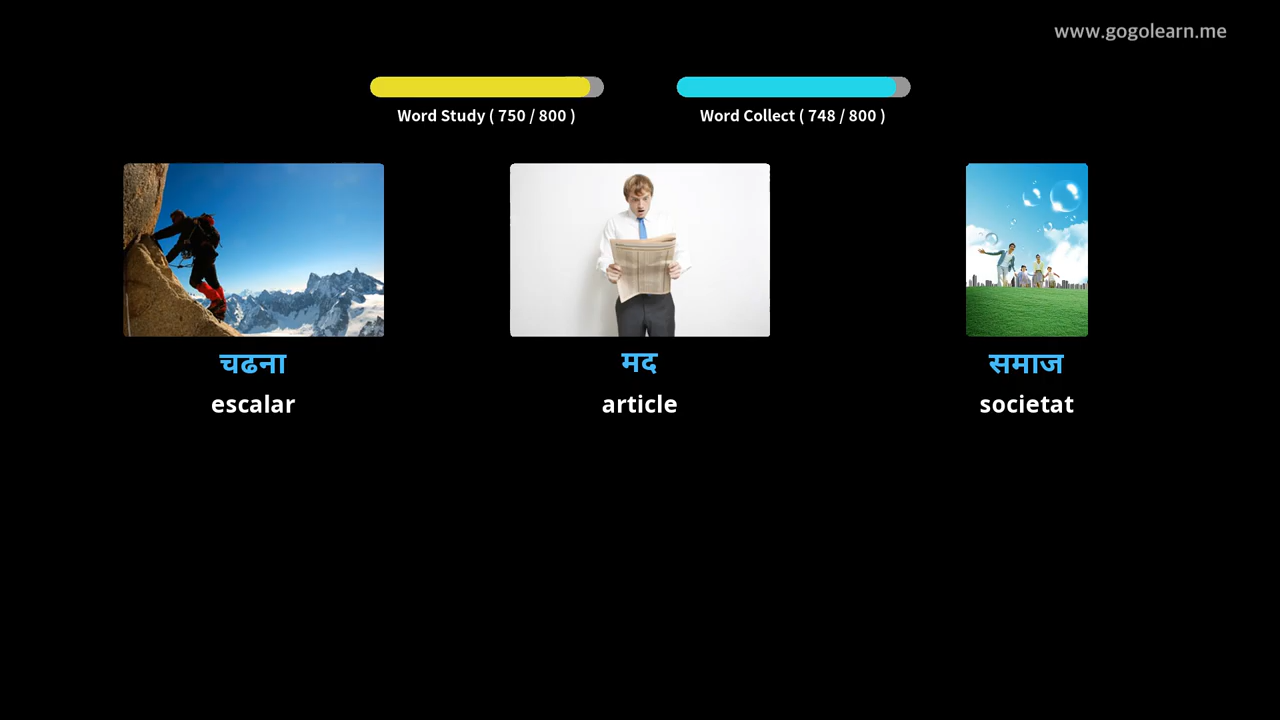 www.gogolearn.me
Word Study ( 750 / 800 )
Word Collect ( 748 / 800 )
चढना
मद
समाज
escalar
article
societat